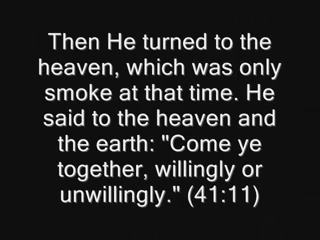 Then He turned to the
heaven, which was only
smoke at that time. He
said to the heaven and
the earth: "Come ye
together, willingly or
unwillingly." (41:11)